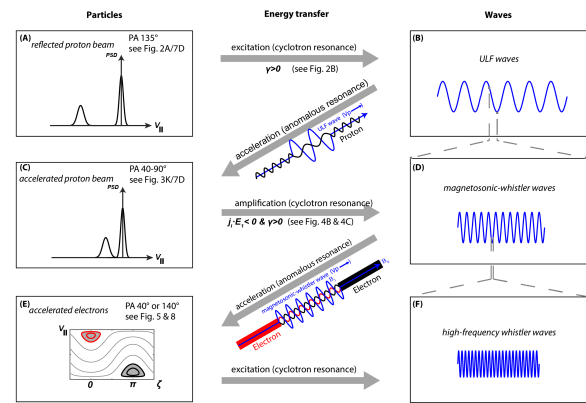 Particles
Energy transfer
Waves
(A)
reflected proton beam
PA 135°
see Fig. 2A/7D
PSD
V||
excitation (cyclotron resonance)
γ>0 (see Fig. 2B)
(B)
ULF waves
acceleration (anomalous resonance)
ULF wave (Vp
Proton
(C)
accelerated proton beam
PA 40-90°
see Fig. 3K/7D
PSD
V||
amplification (cyclotron resonance)
j₁·E₁< 0 & γ>0 (see Fig. 4B & 4C)
(D)
magnetosonic-whistler waves
acceleration (anomalous resonance)
magnetosonic-whistler wave (Vp
Electron
Electron
(E)
accelerated electrons
PA 40° or 140°
see Fig. 5 & 8
V||
0
π
ζ
excitation (cyclotron resonance)
(F)
high-frequency whistler waves